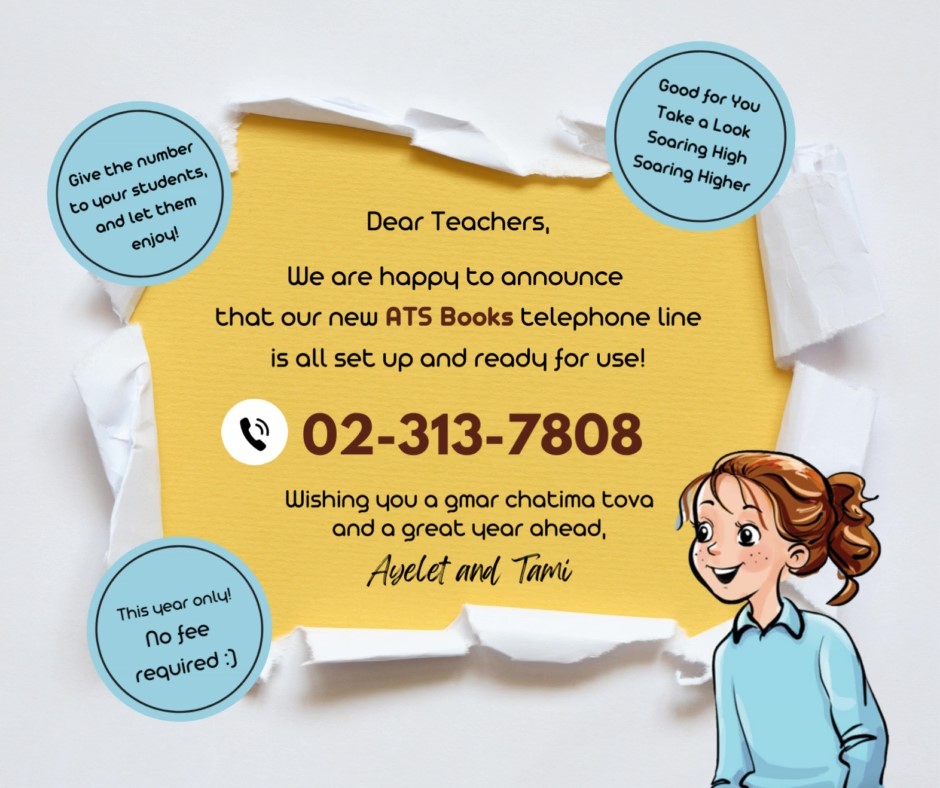 Give the number
to your students,
and let them
enjoy!
Good for You
Take a Look
Soaring High
Soaring Higher
Dear Teachers,
We are happy to announce
that our new ATS Books telephone line
is all set up and ready for use!
02-313-7808
Wishing you a gmar chatima tova
and a great year ahead,
Ayelet and Tami
This year only!
No fee
required :)